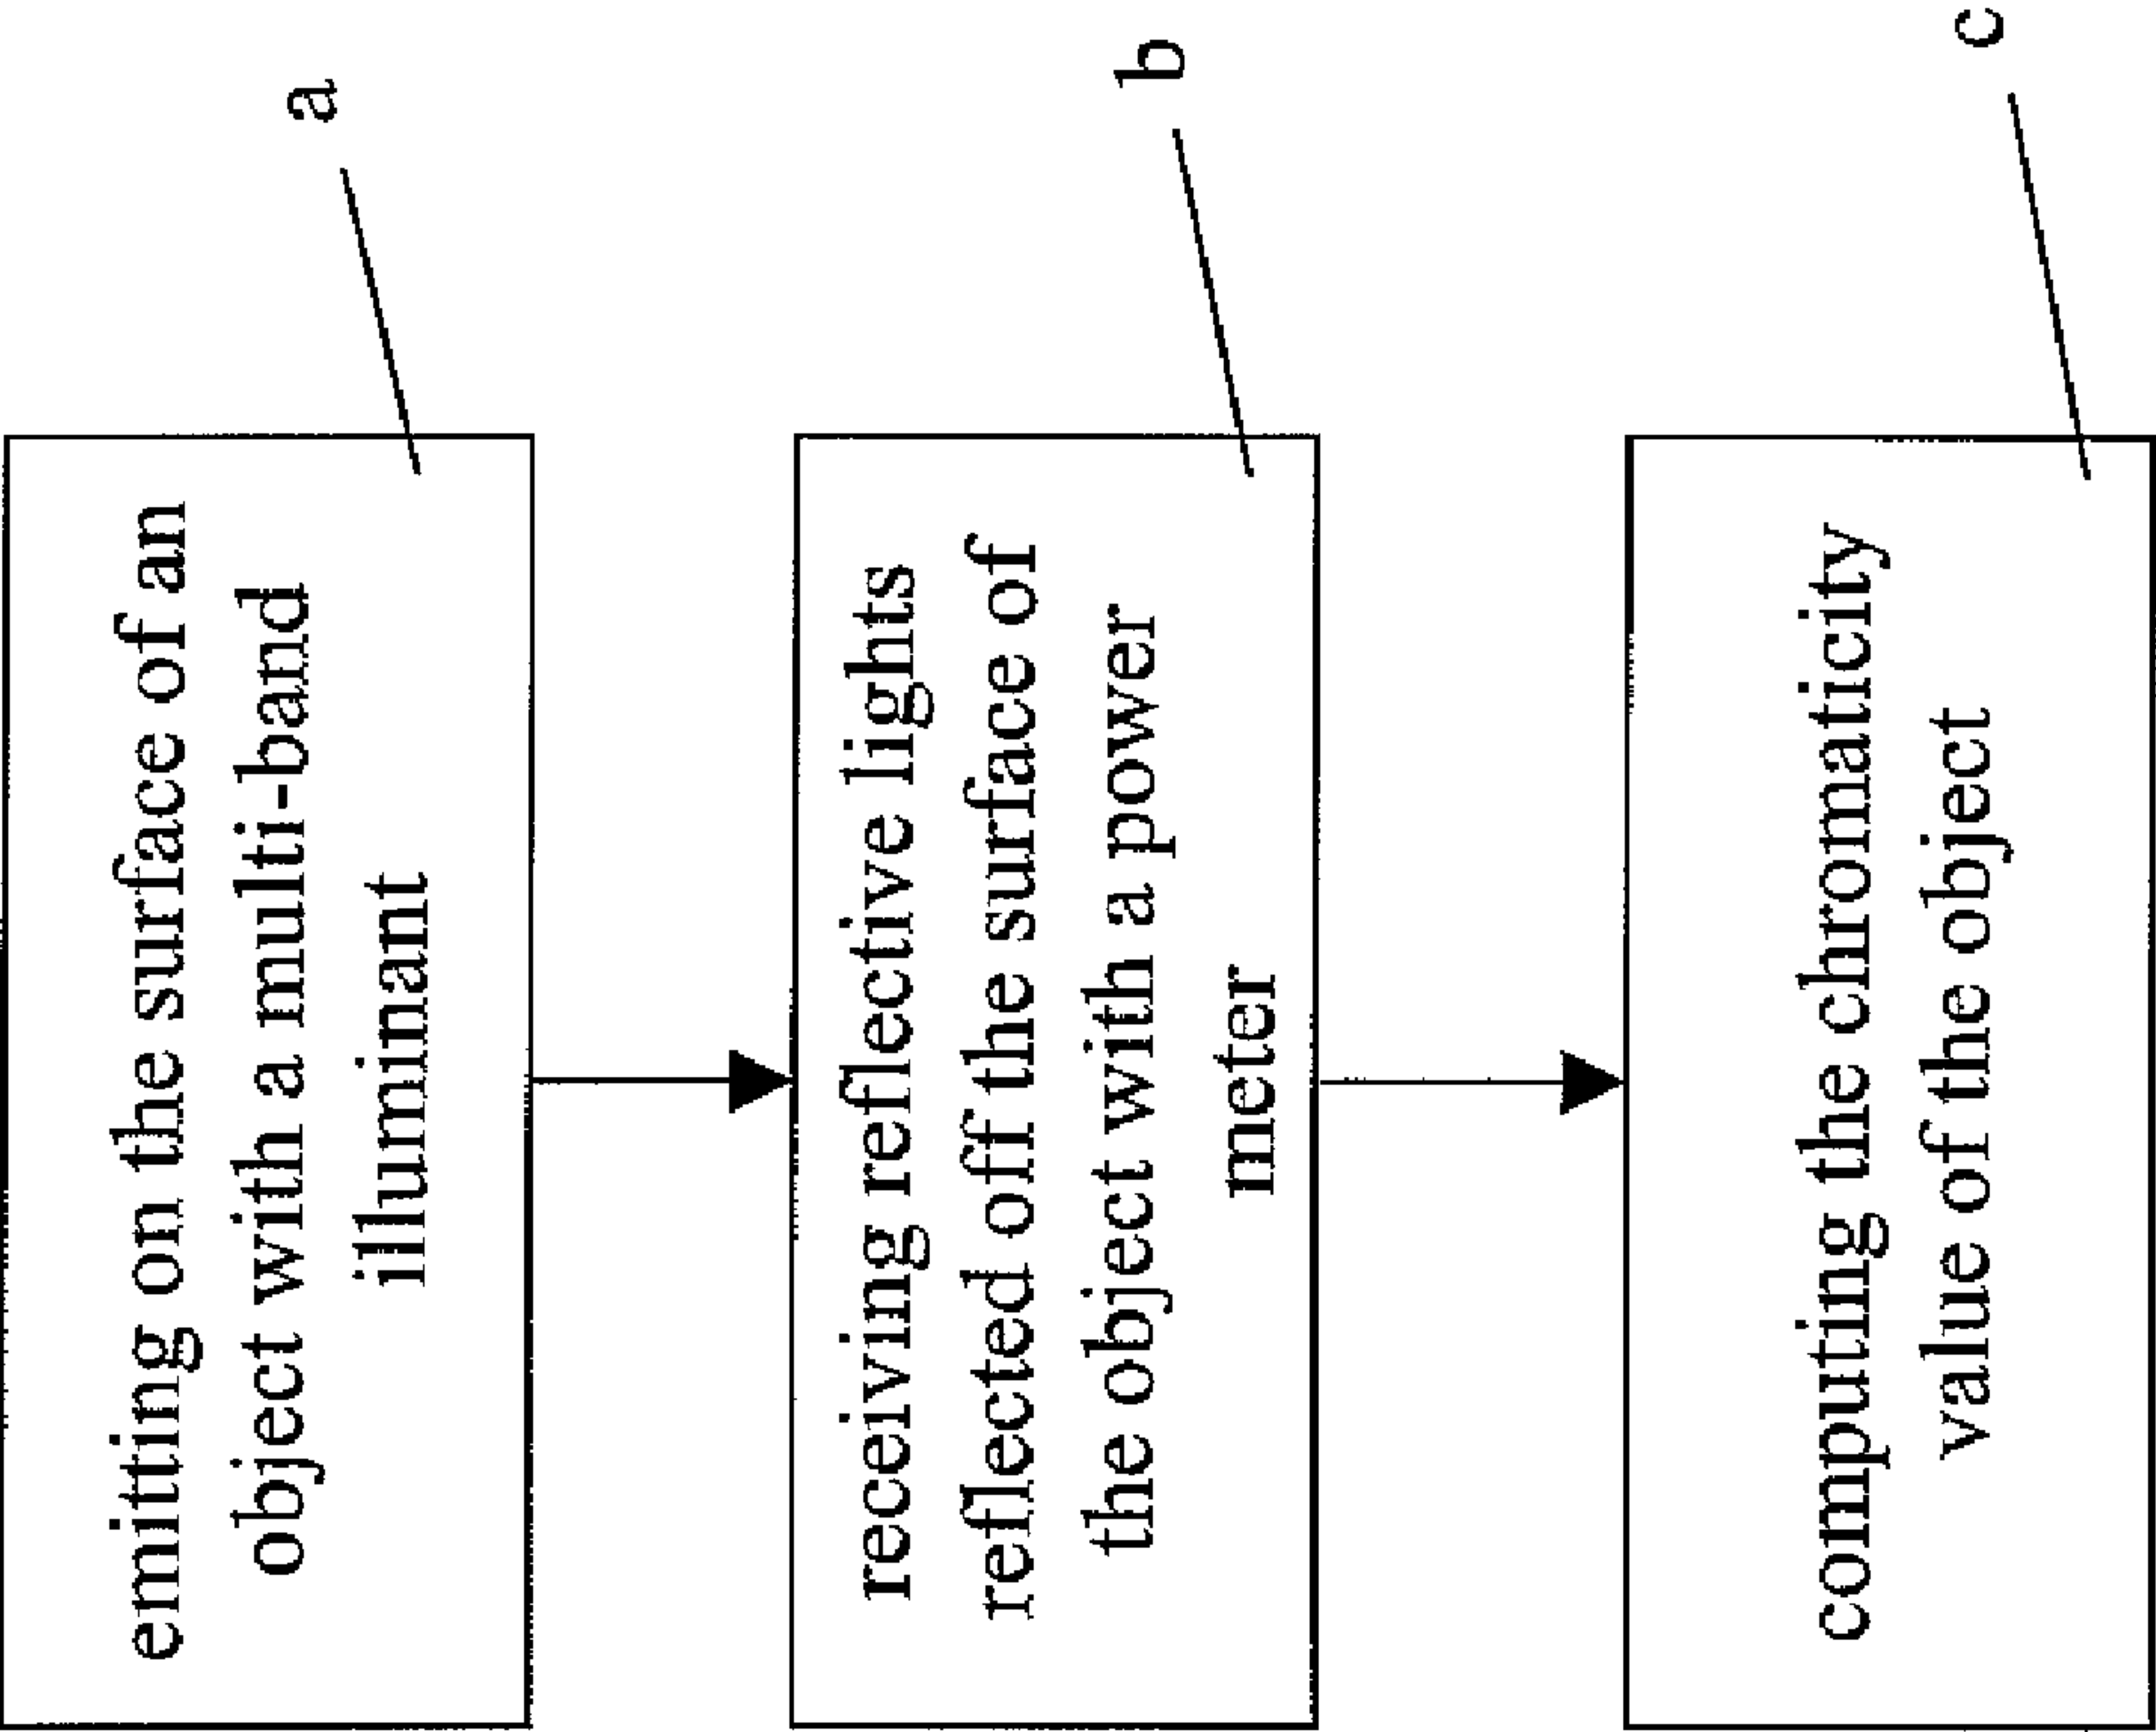 emitting on the surface of an
object with a multi-band
illuminant
a
receiving reflective lights
reflected off the surface of
the object with a power
meter
b
computing the chromaticity
value of the object
c